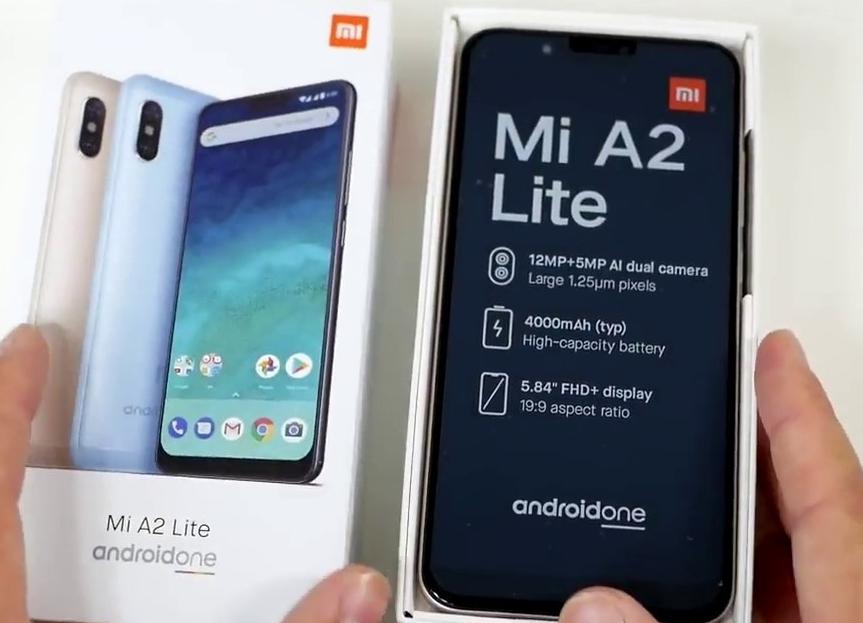 mi
Mi A2 Lite
androidone
mi
Mi A2
Lite
12MP+5MP AI dual camera
Large 1.25μm pixels
4000mAh (typ)
High-capacity battery
5.84" FHD+ display
19:9 aspect ratio
androidone